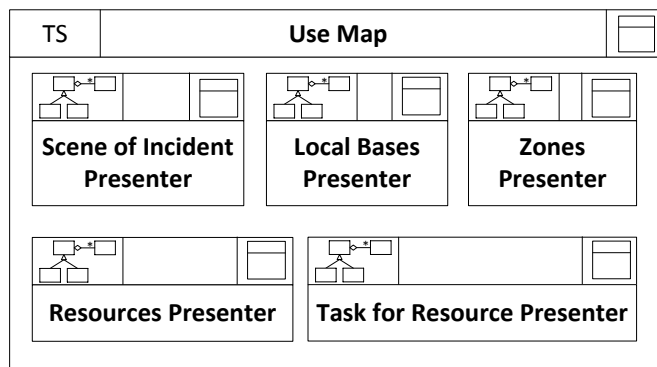 TS
Use Map
*
*
*
Scene of Incident
Presenter
Local Bases
Presenter
Zones
Presenter
*
*
Resources Presenter
Task for Resource Presenter